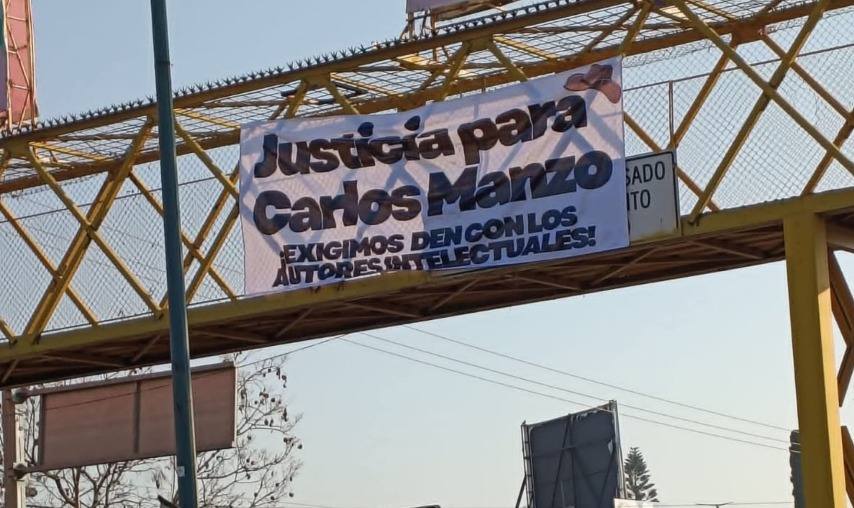 Justicia para
Carlos Manzo
¡EXIGIMOS DEN CON LOS
AUTORES INTELECTUALES!